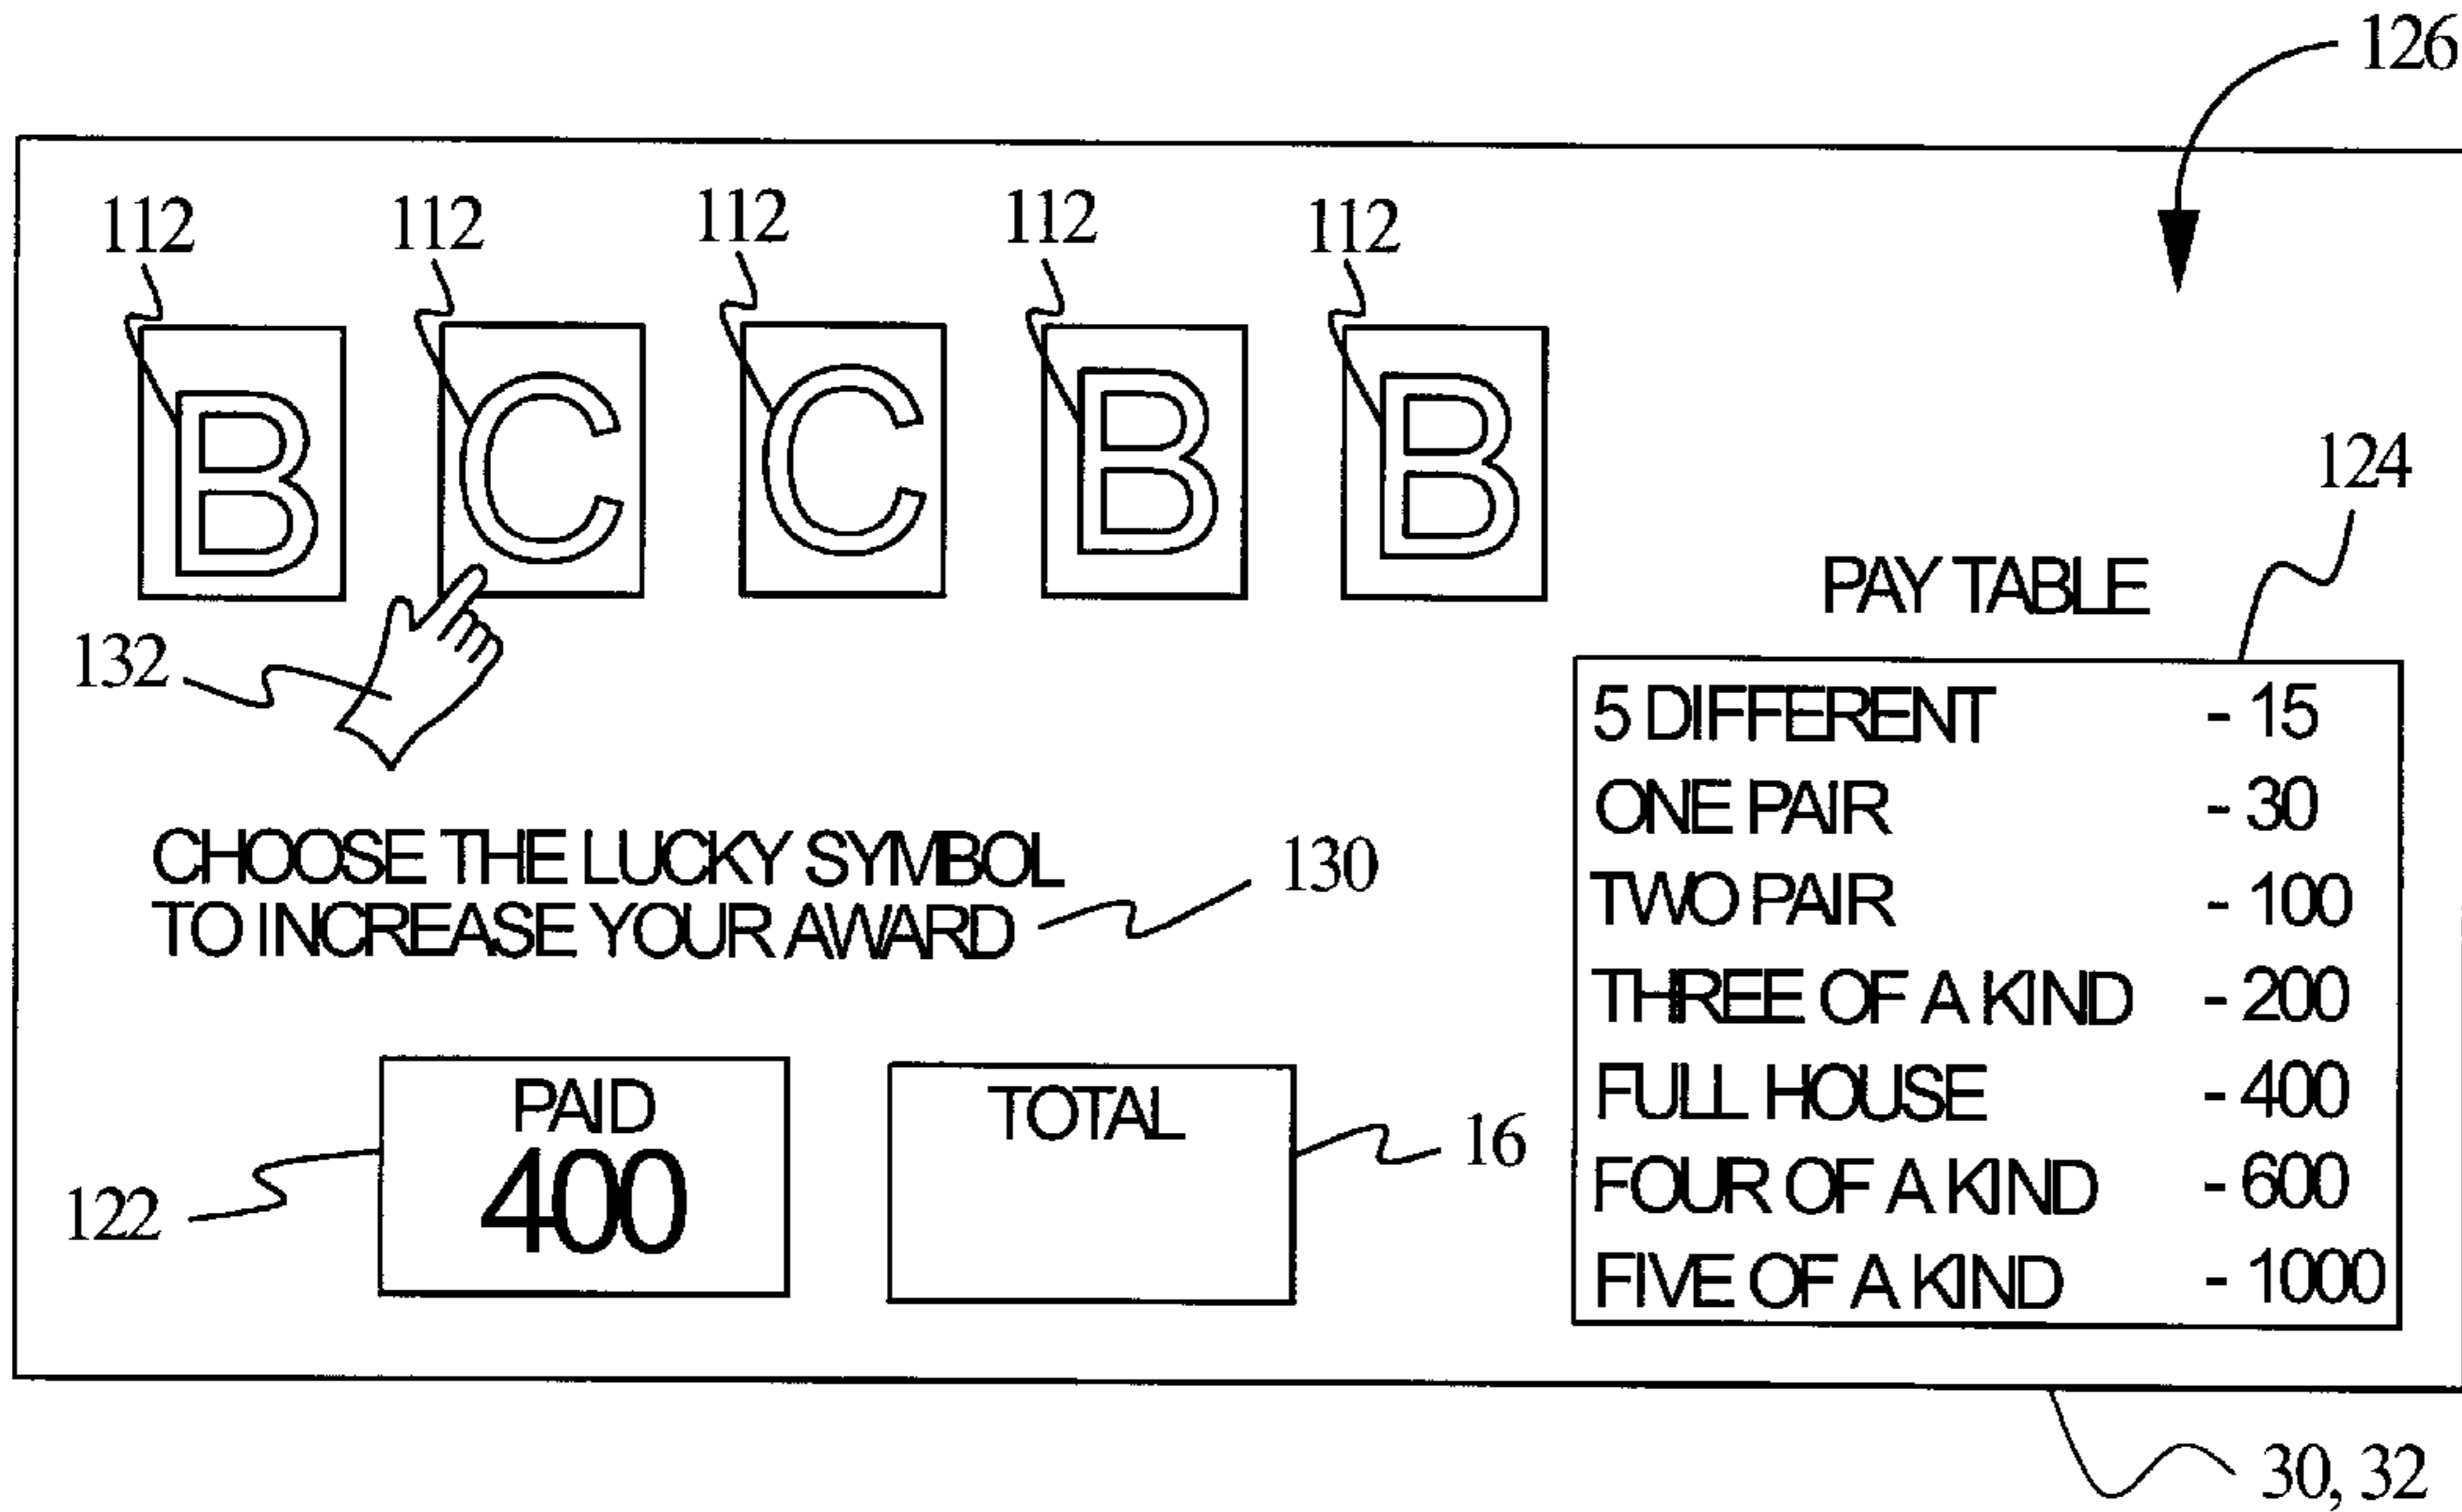 126
112 112 112 112 112
B C C B B
124
PAY TABLE
132
5 DIFFERENT - 15
ONE PAIR - 30
TWO PAIR - 100
THREE OF A KIND - 200
FULL HOUSE - 400
FOUR OF A KIND - 600
FIVE OF A KIND - 1000
CHOOSE THE LUCKY SYMBOL
TO INCREASE YOUR AWARD
130
PAID
400
TOTAL
16
122
30, 32